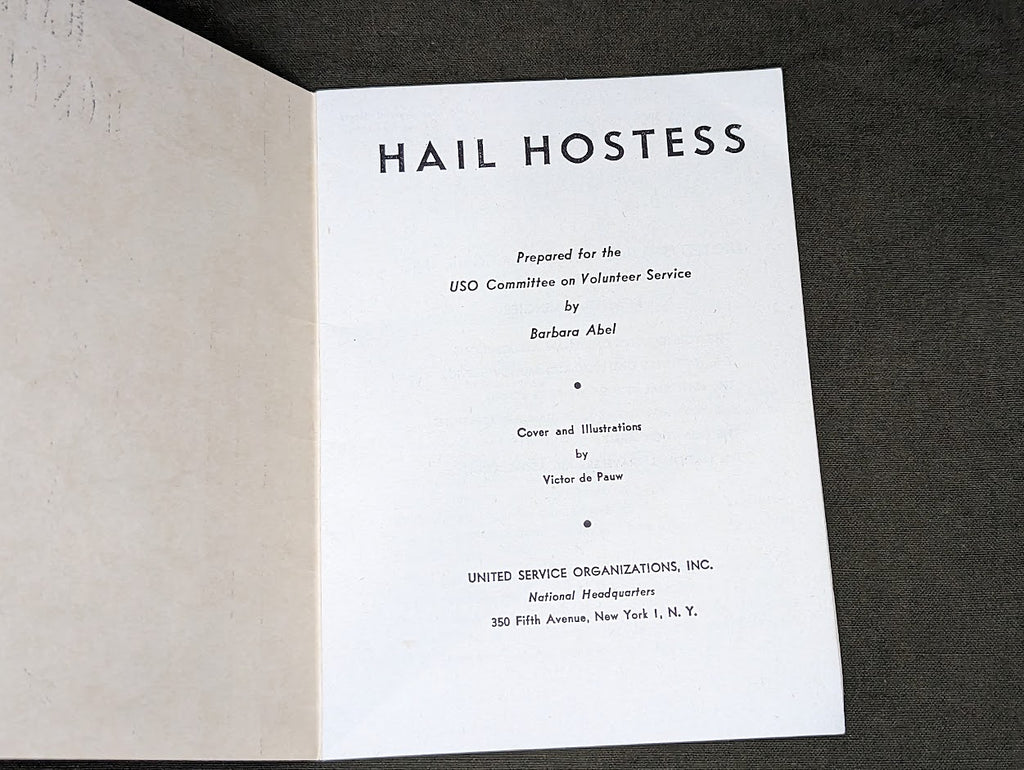 HAIL HOSTESS
Prepared for the
USO Committee on Volunteer Service
by
Barbara Abel
Cover and Illustrations
by
Victor de Pauw
UNITED SERVICE ORGANIZATIONS, INC.
National Headquarters
350 Fifth Avenue, New York 1, N. Y.